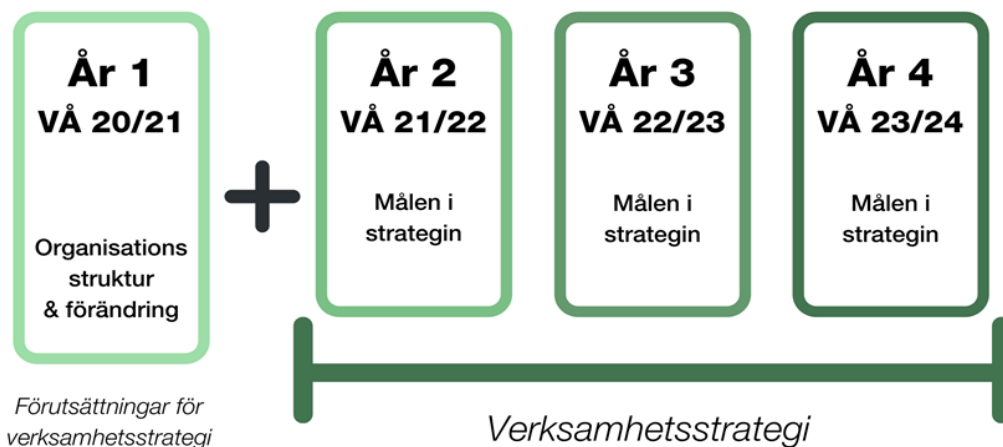 År 1
VÅ 20/21
Organisations
struktur
& förändring
Förutsättningar för
verksamhetsstrategi
År 2
VÅ 21/22
Målen i
strategin
År 3
VÅ 22/23
Målen i
strategin
År 4
VÅ 23/24
Målen i
strategin
Verksamhetsstrategi